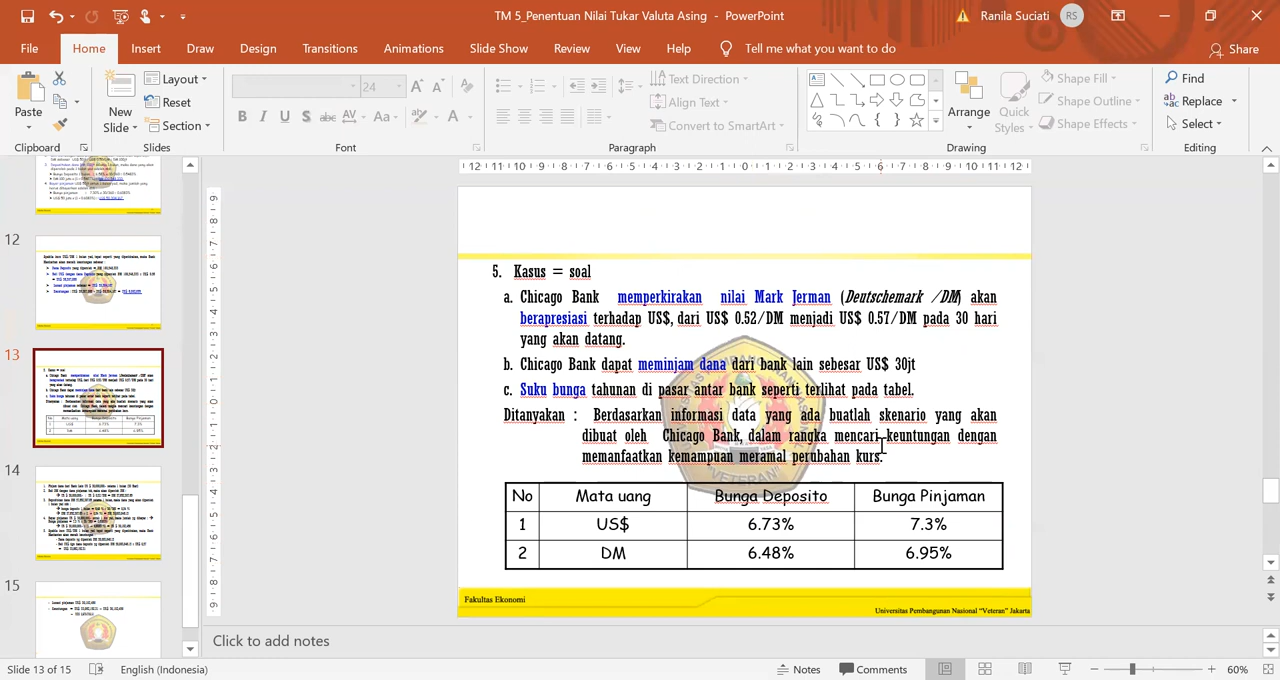 TM 5_Penentuan Nilai Tukar Valuta Asing - PowerPoint
Ranila Suciati RS
File Home Insert Draw Design Transitions Animations Slide Show Review View Help Tell me what you want to do Share
Paste
Clipboard
New Slide
Layout
Reset
Section
Slides
24
Font
Text Direction
Align Text
Convert to SmartArt
Paragraph
Arrange
Quick Styles
Shape Fill
Shape Outline
Shape Effects
Drawing
Find
Replace
Select
Editing
12
13
14
15
5. Kasus = soal
a. Chicago Bank memperkirakan nilai Mark Jerman (Deutschemark /DM) akan
berapresiasi terhadap US$, dari US$ 0.52/DM menjadi US$ 0.57/DM pada 30 hari
yang akan datang.
b. Chicago Bank dapat meminjam dana dari bank lain sebesar US$ 30jt
c. Suku bunga tahunan di pasar antar bank seperti terlihat pada tabel.
Ditanyakan : Berdasarkan informasi data yang ada buatlah skenario yang akan
dibuat oleh Chicago Bank, dalam rangka mencari keuntungan dengan
memanfaatkan kemampuan meramal perubahan kurs.
No Mata uang Bunga Deposito Bunga Pinjaman
1 US$ 6.73% 7.3%
2 DM 6.48% 6.95%
Fakultas Ekonomi
Universitas Pembangunan Nasional "Veteran" Jakarta
Click to add notes
Slide 13 of 15 English (Indonesia) Notes Comments 60%